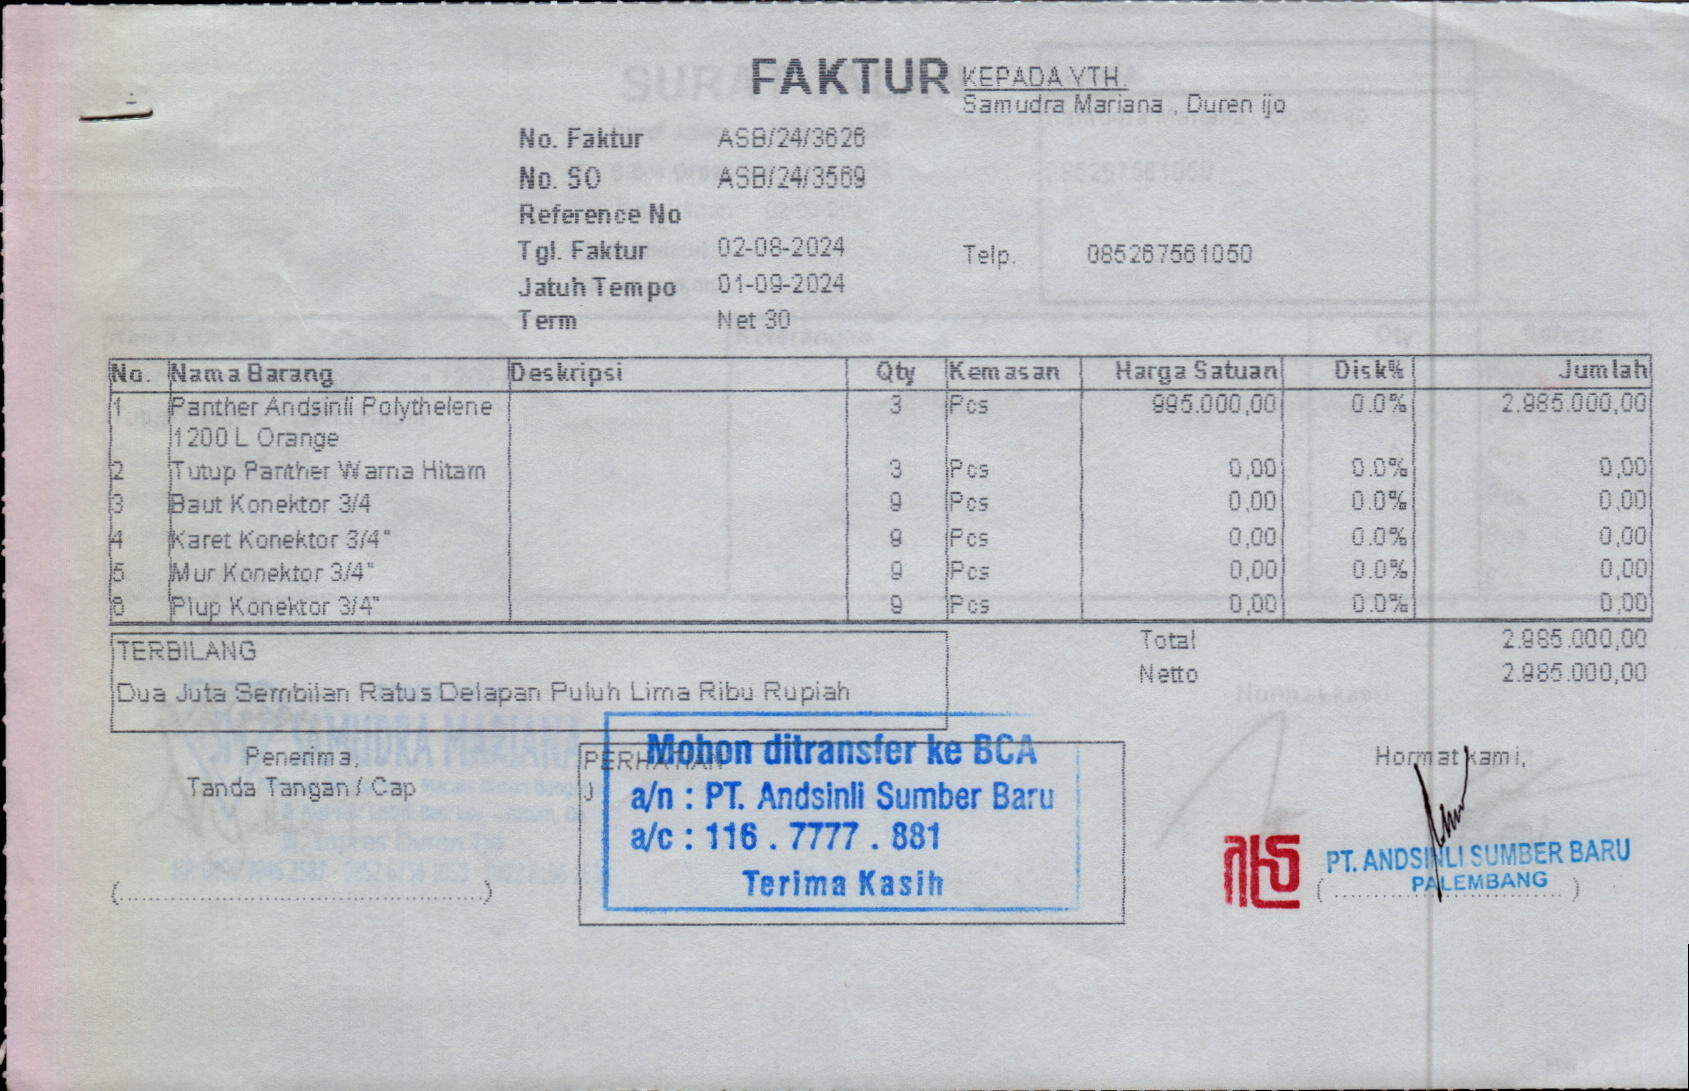 FAKTUR
KEPADA YTH.
Samudra Mariana , Duren ijo
No. Faktur ASB/24/3626
No. SO ASB/24/3569
Reference No
Tgl. Faktur 02-08-2024
Telp. 085267561050
Jatuh Tempo 01-09-2024
Term Net 30
No. Nama Barang Deskripsi Qty Kemasan Harga Satuan Disk% Jumlah
1 Panther Andsinli Polythelene 3 Pcs 995.000,00 0.0% 2.985.000,00
1200 L Orange
2 Tutup Panther Warna Hitam 3 Pcs 0,00 0.0% 0,00
3 Baut Konektor 3/4 9 Pcs 0,00 0.0% 0,00
4 Karet Konektor 3/4" 9 Pcs 0,00 0.0% 0,00
5 Mur Konektor 3/4" 9 Pcs 0,00 0.0% 0,00
6 Plup Konektor 3/4" 9 Pcs 0,00 0.0% 0,00
Total 2.985.000,00
Netto 2.985.000,00
TERBILANG
Dua Juta Sembilan Ratus Delapan Puluh Lima Ribu Rupiah
Penerima,
Tanda Tangan / Cap
(................................................)
PERHATIAN
Mohon ditransfer ke BCA
a/n : PT. Andsinli Sumber Baru
a/c : 116 . 7777 . 881
Terima Kasih
Hormat kami,
PT. ANDSINLI SUMBER BARU
PALEMBANG
(..............................)